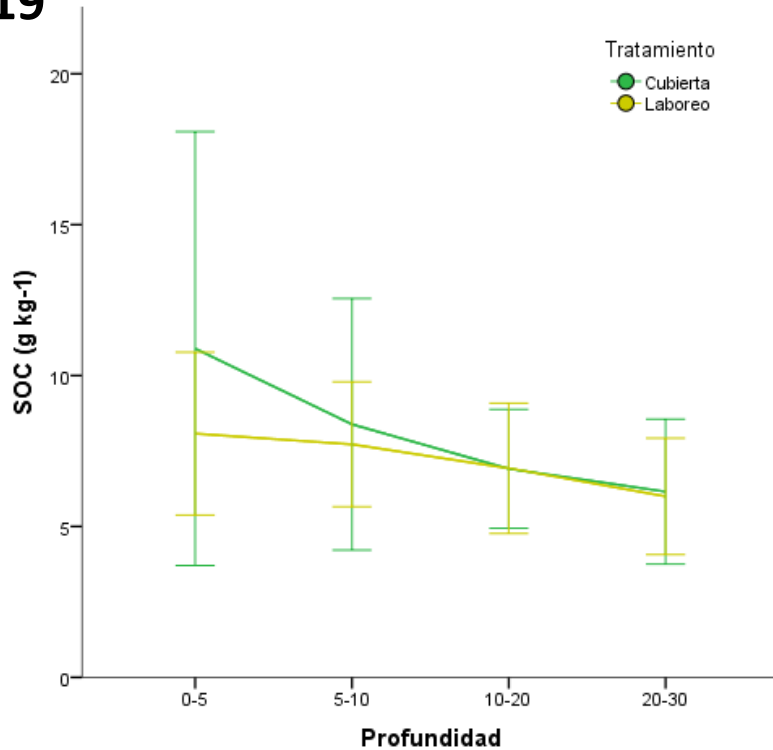 19
Tratamiento
Cubierta
Laboreo
20
15
10
5
0
SOC (g kg-1)
0-5
5-10
10-20
20-30
Profundidad